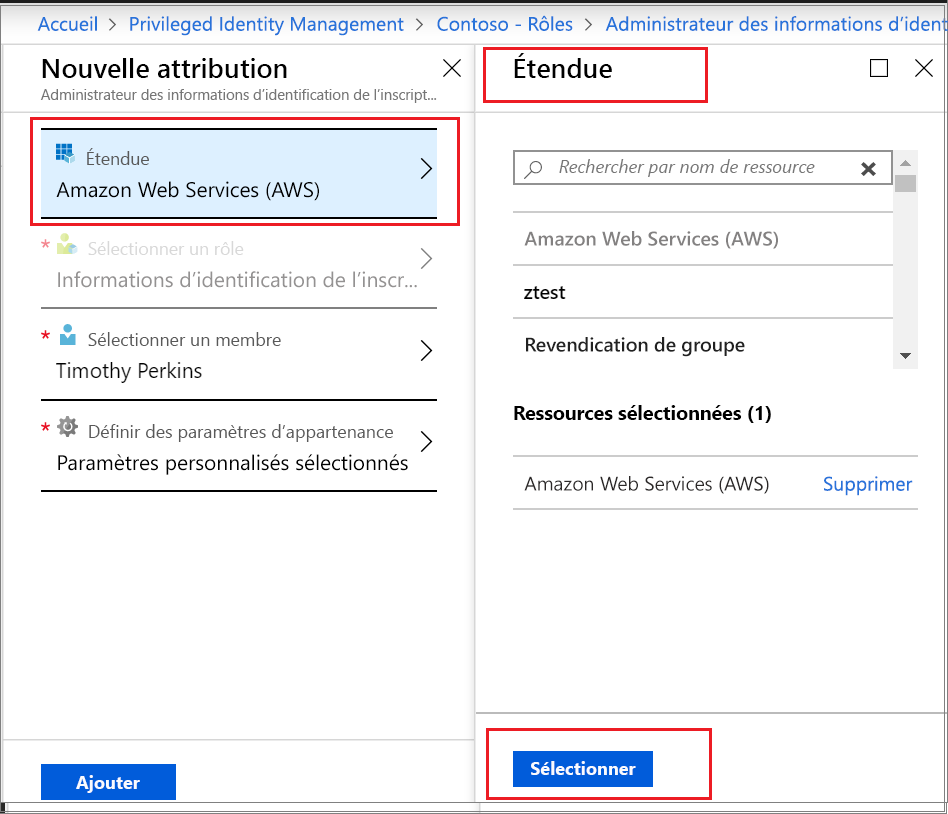 Accueil > Privileged Identity Management > Contoso - Rôles > Administrateur des informations d'ident
Nouvelle attribution
Administrateur des informations d'identification de l'inscript...
Étendue
Amazon Web Services (AWS)
* Sélectionner un rôle
Informations d'identification de l'inscr...
* Sélectionner un membre
Timothy Perkins
* Définir des paramètres d'appartenance
Paramètres personnalisés sélectionnés
Ajouter
Étendue
Rechercher par nom de ressource
Amazon Web Services (AWS)
ztest
Revendication de groupe
Ressources sélectionnées (1)
Amazon Web Services (AWS) Supprimer
Sélectionner